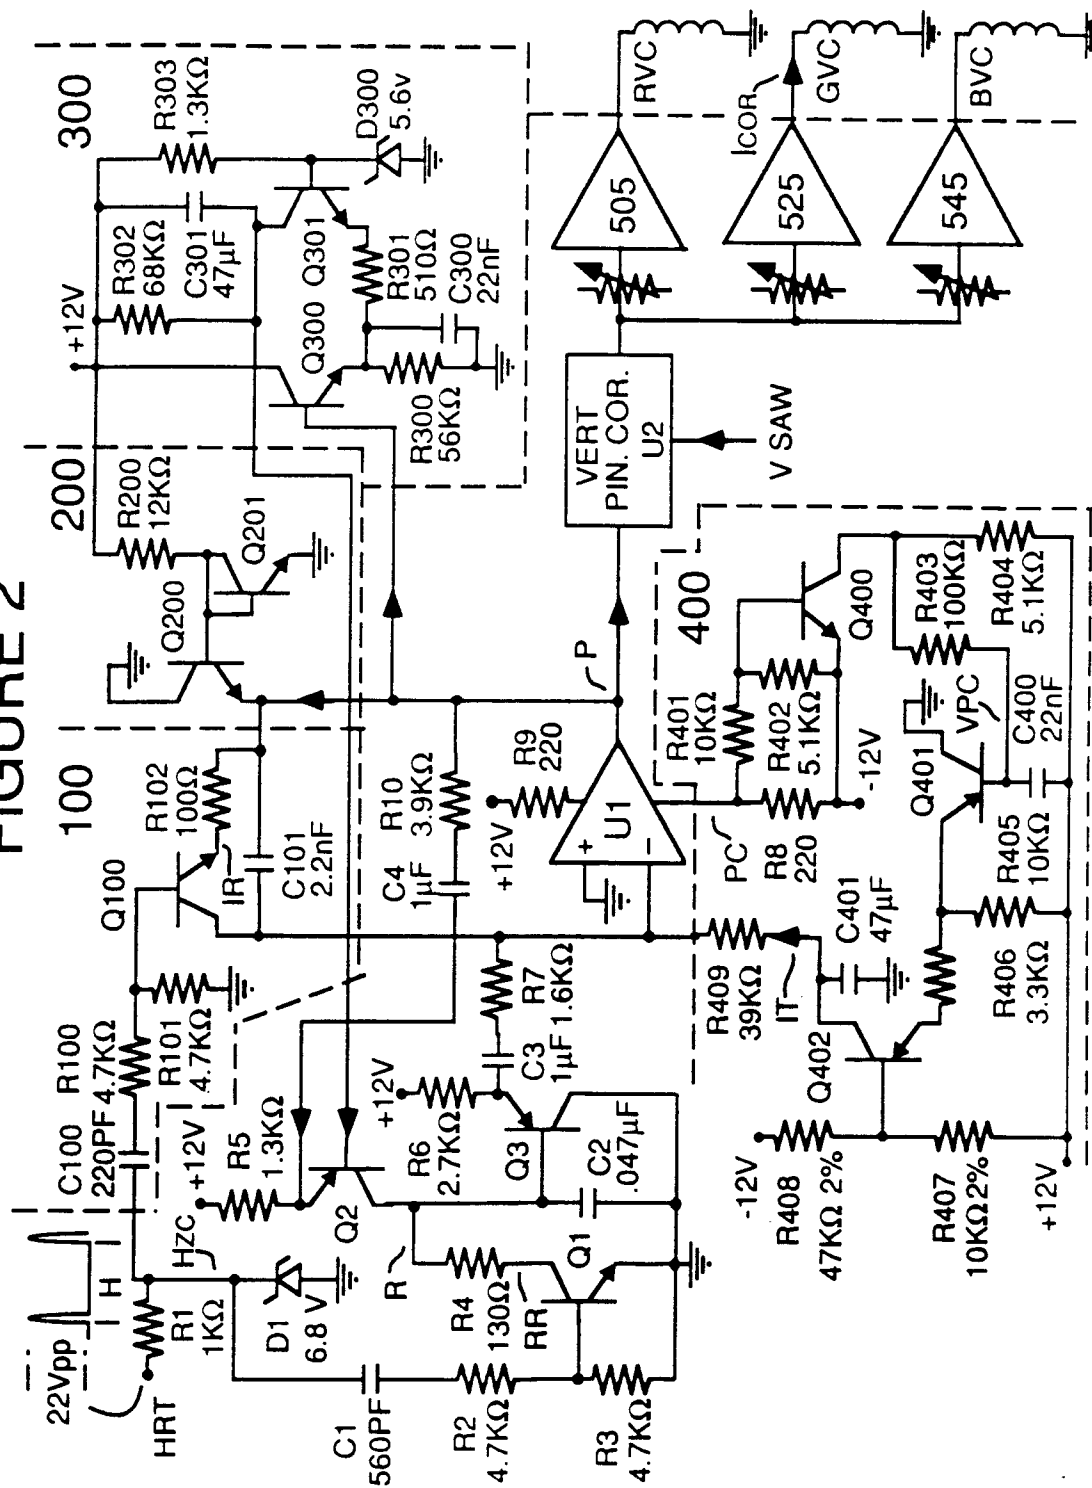 FIGURE 2
22Vpp
HRT
H
R1
1KΩ
HzC
D1
6.8 V
C1
560PF
R2
4.7KΩ
R3
4.7KΩ
C100
220PF
R100
4.7KΩ
R101
4.7KΩ
Q100
100
R102
100Ω
IR
C101
2.2nF
+12V
R5
1.3KΩ
Q2
R
R4
130Ω
RR
Q1
C2
.047µF
Q3
+12V
R6
2.7KΩ
C3
1µF
R7
1.6KΩ
C4
1µF
R10
3.9KΩ
200
Q200
R200
12KΩ
Q201
300
+12V
R302
68KΩ
C301
47µF
R303
1.3KΩ
D300
5.6v
Q300
Q301
R301
510Ω
C300
22nF
R300
56KΩ
+12V
R9
220
+
-
U1
P
PC
R8
220
-12V
VERT
PIN. COR.
U2
V SAW
505
525
545
RVC
ICOR
GVC
BVC
400
R401
10KΩ
R402
5.1KΩ
Q400
R403
100KΩ
R404
5.1KΩ
VPC
C400
22nF
Q401
R405
10KΩ
R406
3.3KΩ
C401
47µF
R409
39KΩ
IT
Q402
-12V
R408
47KΩ 2%
R407
10KΩ2%
+12V